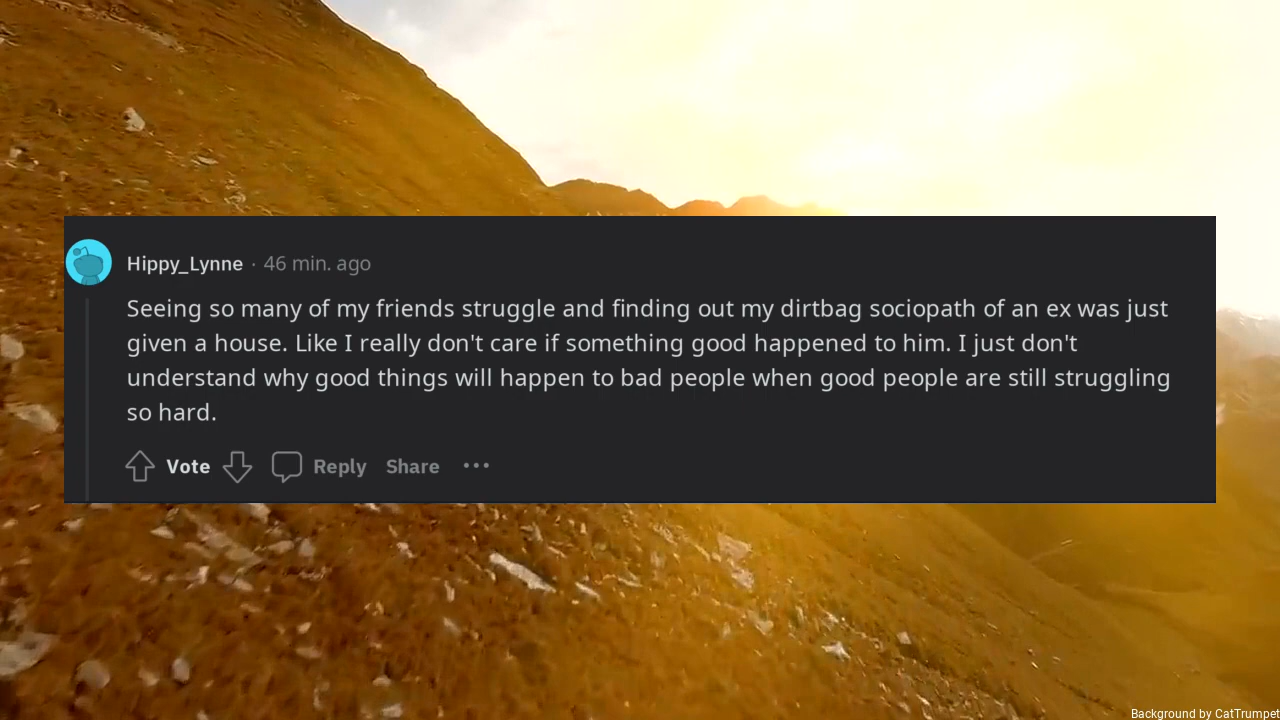 Hippy_Lynne · 46 min. ago
Seeing so many of my friends struggle and finding out my dirtbag sociopath of an ex was just
given a house. Like I really don't care if something good happened to him. I just don't
understand why good things will happen to bad people when good people are still struggling
so hard.
Vote Reply Share ···
Background by CatTrumpet